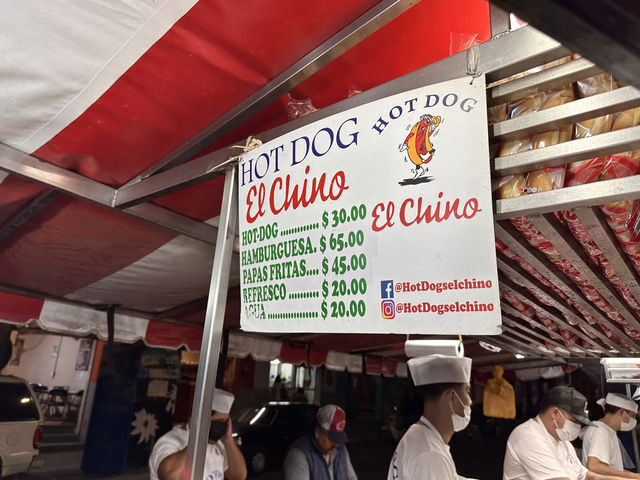 HOT DOG
El Chino
HOT DOG
El Chino
HOT-DOG ............ $ 30.00
HAMBURGUESA. $ 65.00
PAPAS FRITAS.... $ 45.00
REFRESCO ......... $ 20.00
AGUA ................ $ 20.00
@HotDogselchino
@HotDogselchino